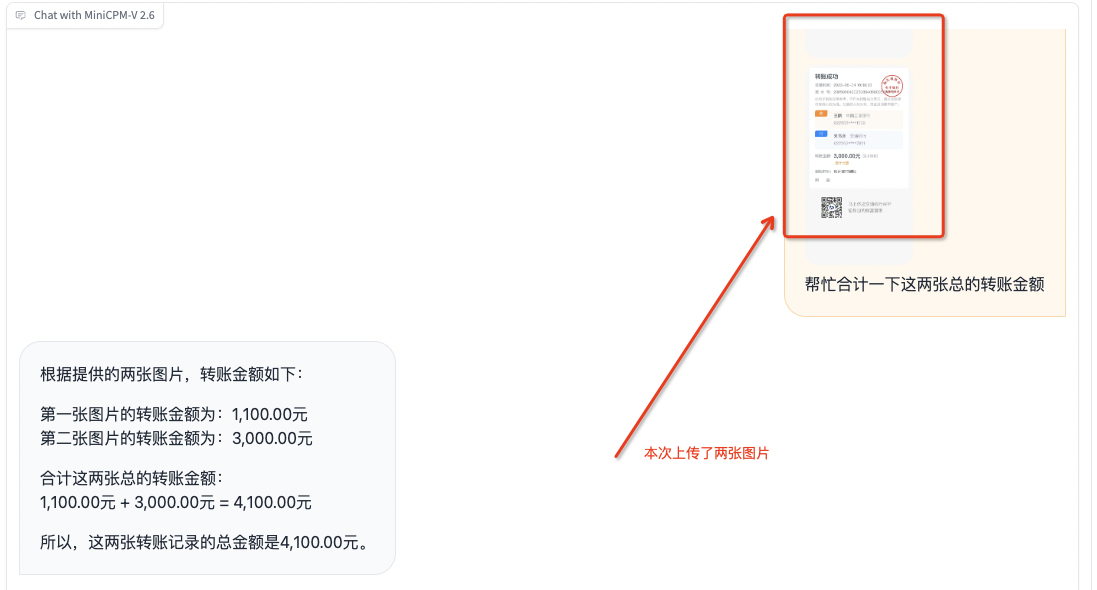 Chat with MiniCPM-V 2.6
转账成功
3,000.00元
帮忙合计一下这两张总的转账金额
根据提供的两张图片，转账金额如下：
第一张图片的转账金额为：1,100.00元
第二张图片的转账金额为：3,000.00元
本次上传了两张图片
合计这两张总的转账金额：
1,100.00元 + 3,000.00元 = 4,100.00元
所以，这两张转账记录的总金额是4,100.00元。